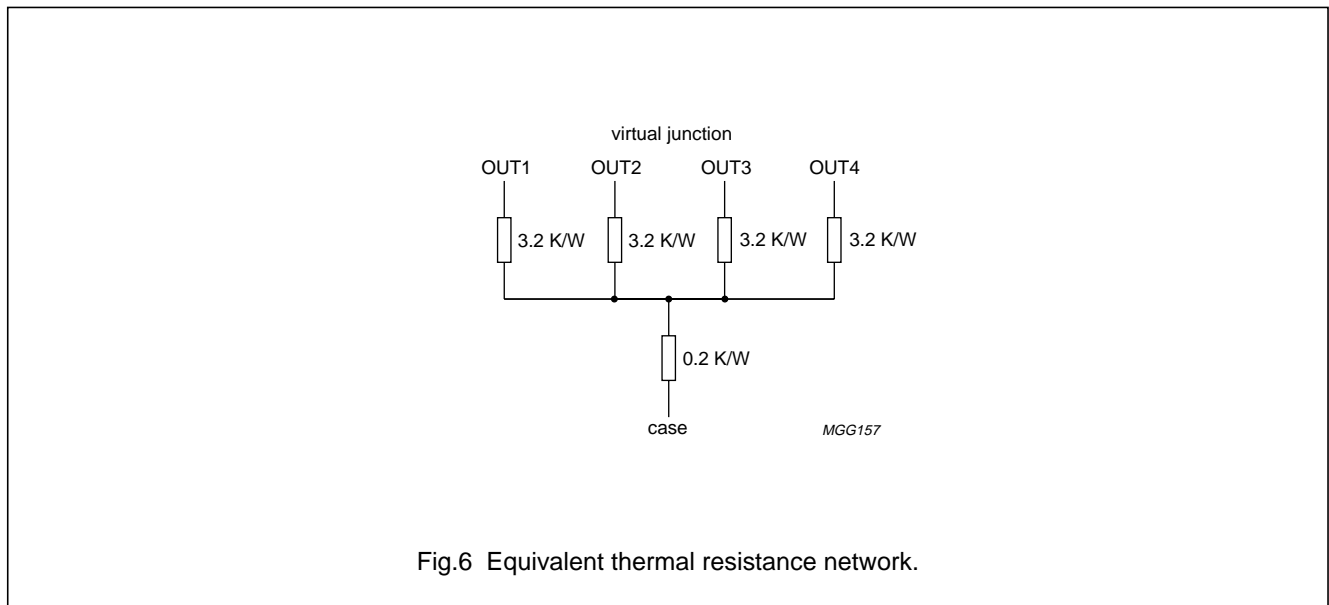 virtual junction
OUT1 OUT2 OUT3 OUT4
3.2 K/W 3.2 K/W 3.2 K/W 3.2 K/W
0.2 K/W
case MGG157
Fig.6 Equivalent thermal resistance network.